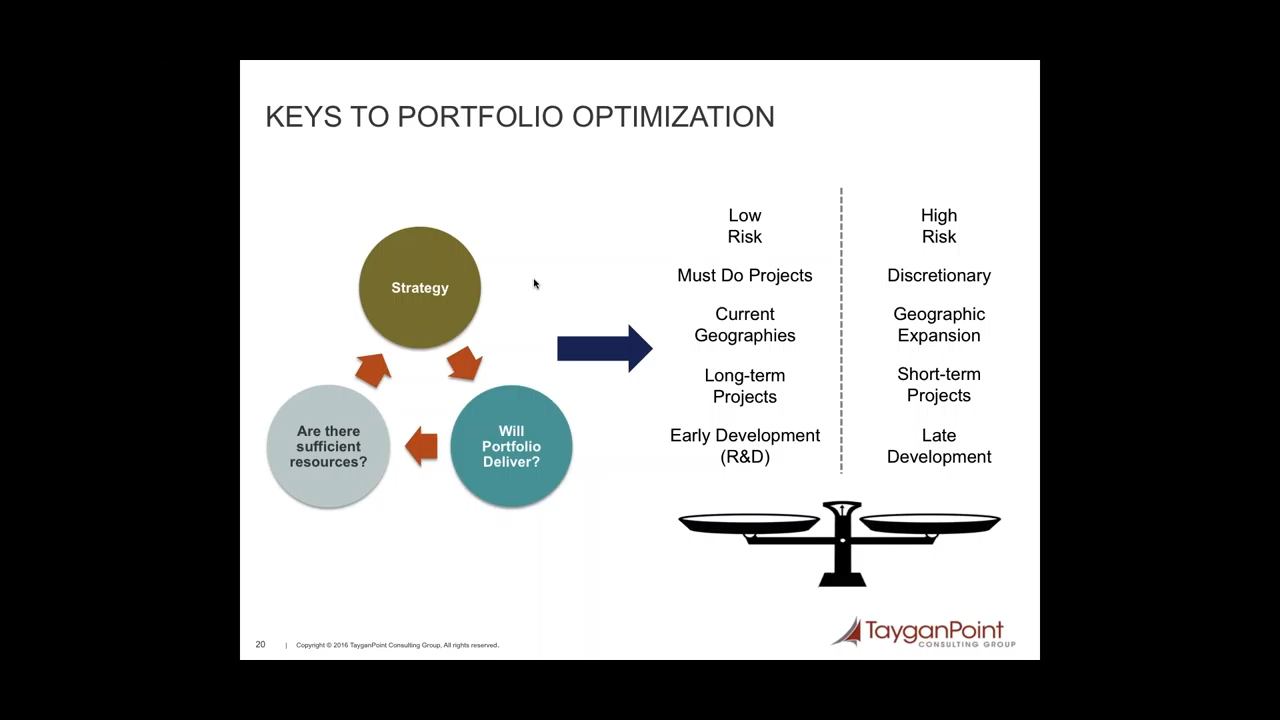 KEYS TO PORTFOLIO OPTIMIZATION
Strategy
Will
Portfolio
Deliver?
Are there
sufficient
resources?
Low
Risk
High
Risk
Must Do Projects
Discretionary
Current
Geographies
Geographic
Expansion
Long-term
Projects
Short-term
Projects
Early Development
(R&D)
Late
Development
20 | Copyright © 2016 TayganPoint Consulting Group, All rights reserved.
TayganPoint
CONSULTING GROUP